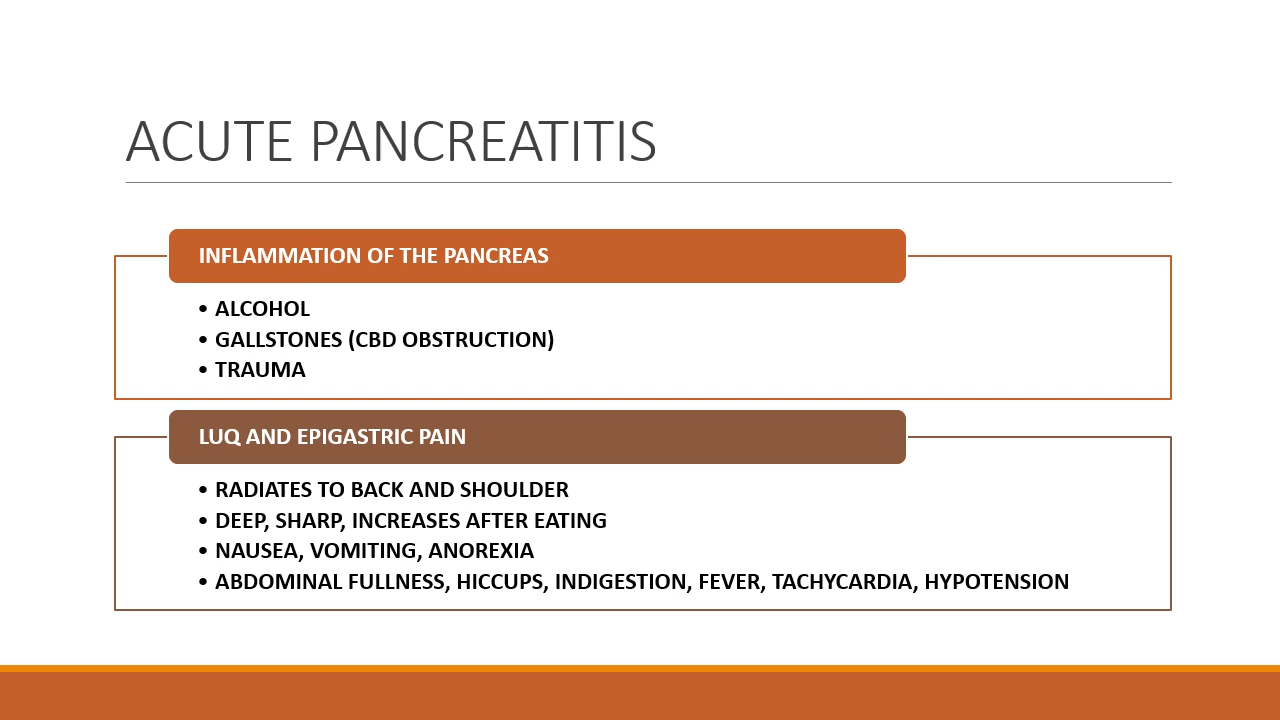 ACUTE PANCREATITIS
INFLAMMATION OF THE PANCREAS
• ALCOHOL
• GALLSTONES (CBD OBSTRUCTION)
• TRAUMA
LUQ AND EPIGASTRIC PAIN
• RADIATES TO BACK AND SHOULDER
• DEEP, SHARP, INCREASES AFTER EATING
• NAUSEA, VOMITING, ANOREXIA
• ABDOMINAL FULLNESS, HICCUPS, INDIGESTION, FEVER, TACHYCARDIA, HYPOTENSION